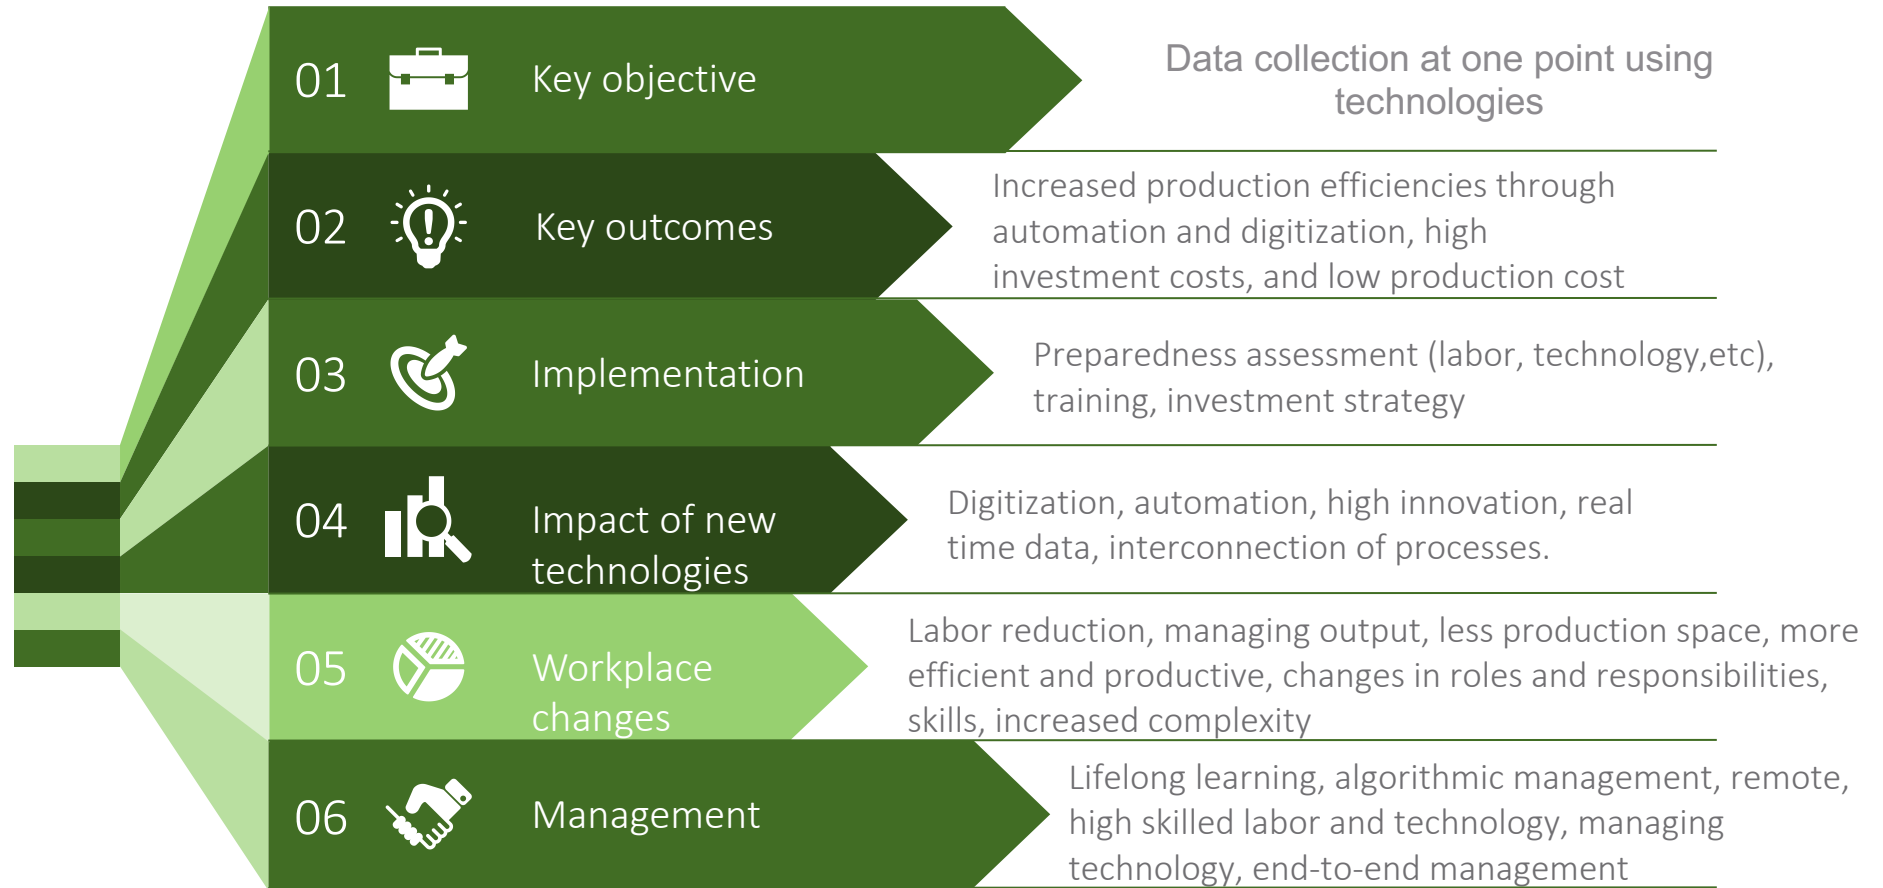 01
Key objective
Data collection at one point using
technologies
02
Key outcomes
Increased production efficiencies through
automation and digitization, high
investment costs, and low production cost
03
Implementation
Preparedness assessment (labor, technology,etc),
training, investment strategy
04
Impact of new
technologies
Digitization, automation, high innovation, real
time data, interconnection of processes.
05
Workplace
changes
Labor reduction, managing output, less production space, more
efficient and productive, changes in roles and responsibilities,
skills, increased complexity
06
Management
Lifelong learning, algorithmic management, remote,
high skilled labor and technology, managing
technology, end-to-end management